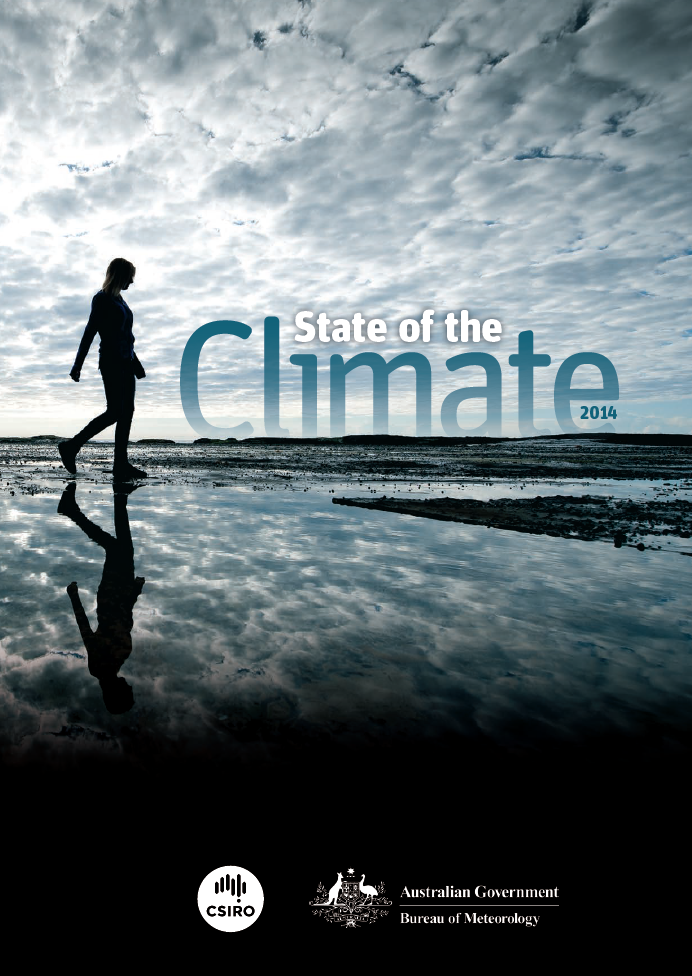 State of the
Climate
2014
CSIRO
Australian Government
Bureau of Meteorology